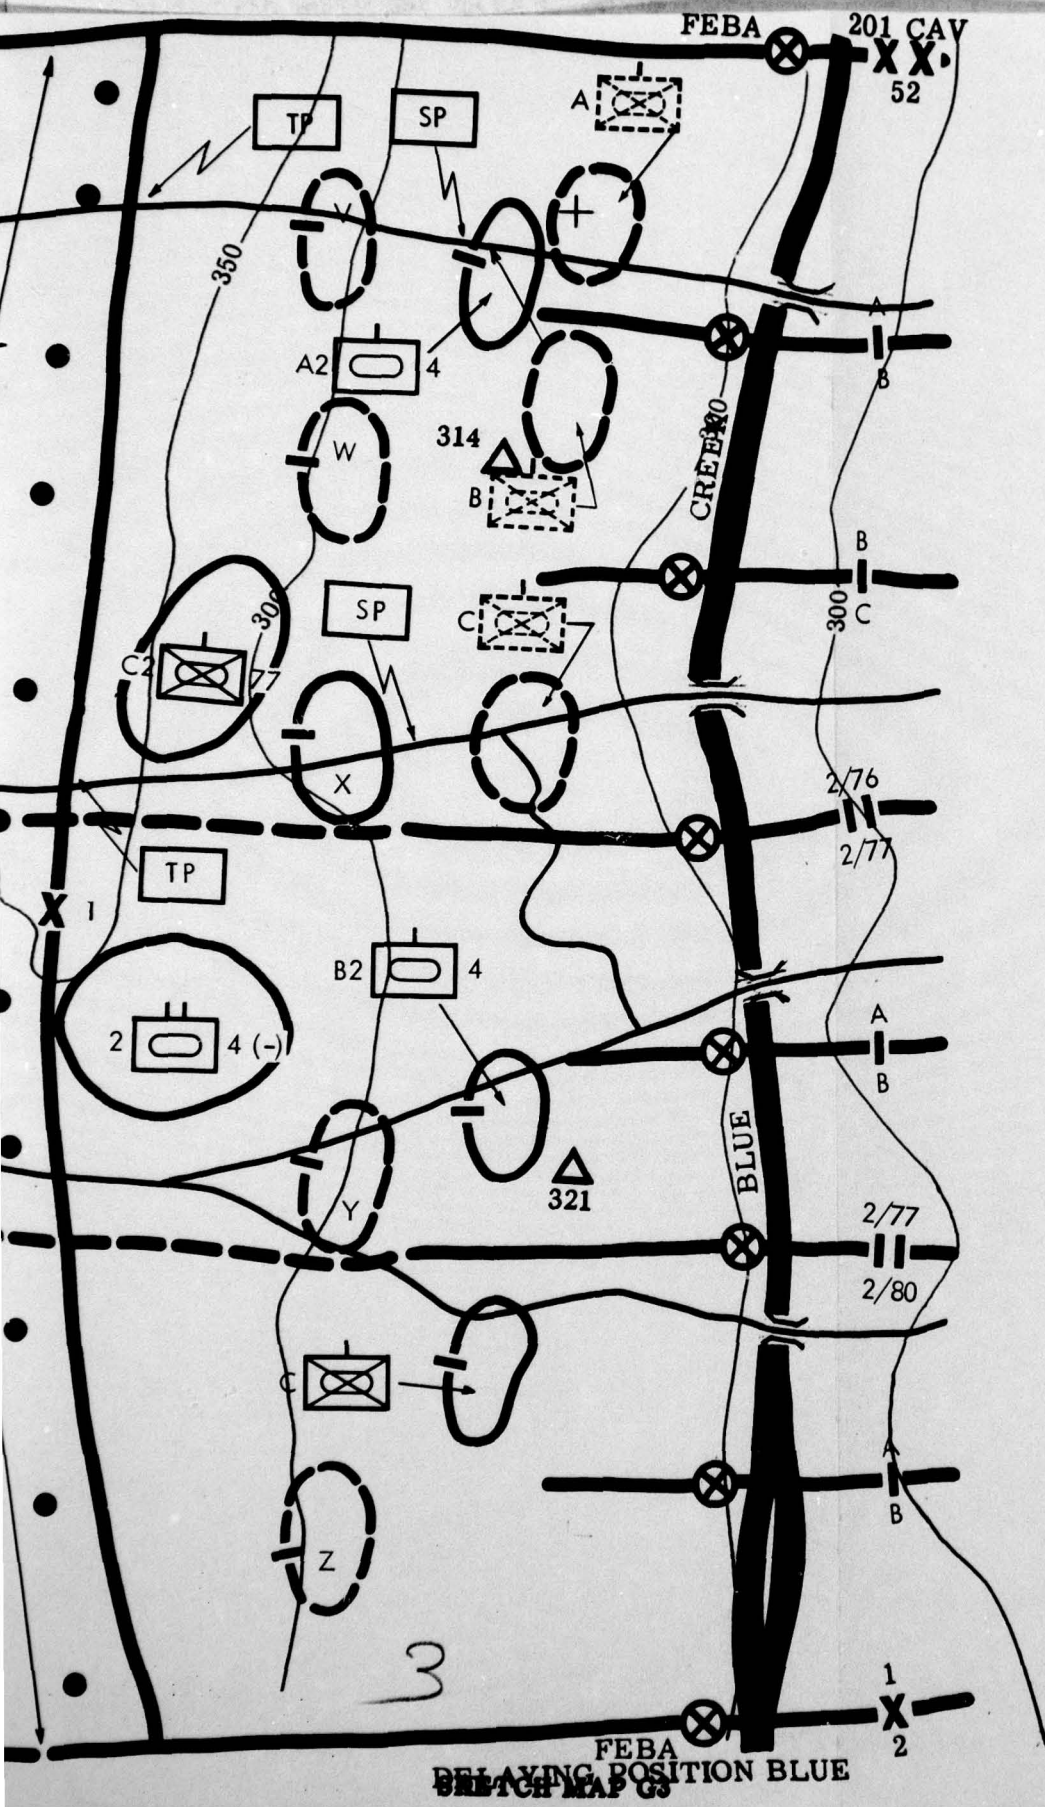 FEBA
201 CAV
X X
52
A
TP
SP
V
350
A
B
A2
4
314
W
B
CREEK
B
C
300
SP
C
300
C2
77
X
2/76
2/77
TP
X
1
B2
4
A
B
2
4 (-)
BLUE
321
Y
2/77
2/80
C
A
B
Z
3
1
X
2
FEBA
DELAYING POSITION BLUE
SKETCH MAP G3